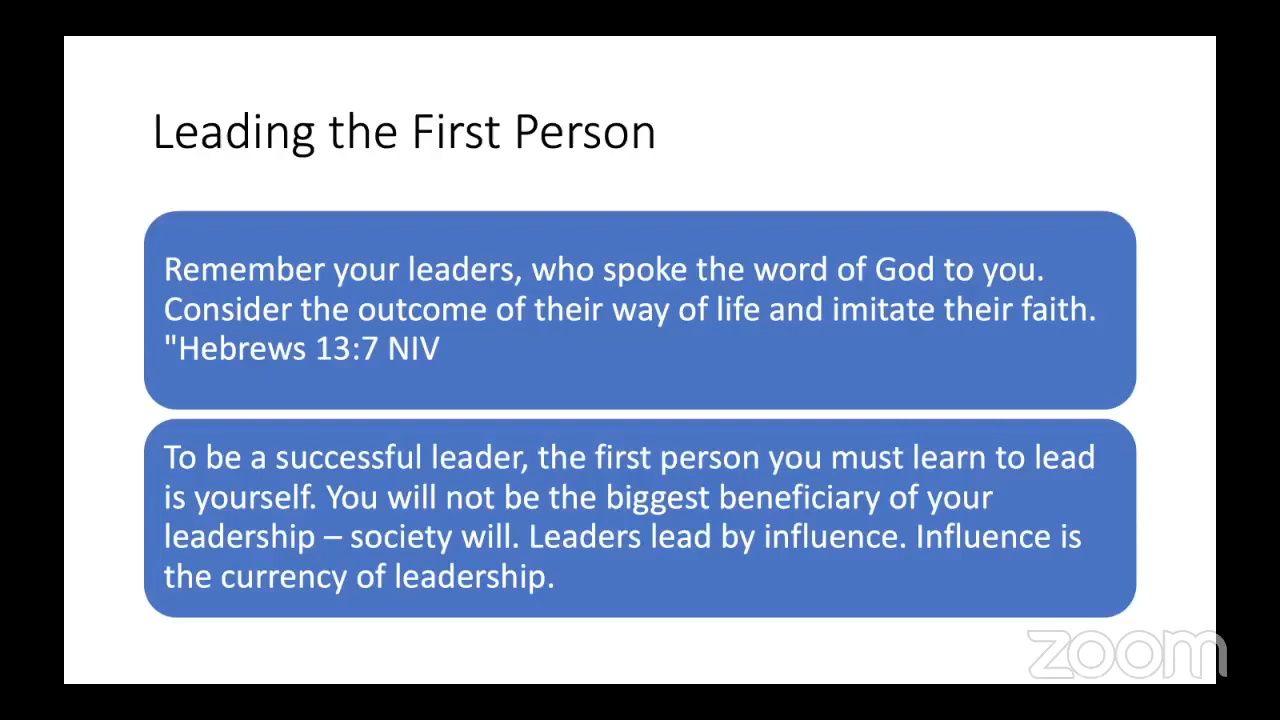 Leading the First Person
Remember your leaders, who spoke the word of God to you.
Consider the outcome of their way of life and imitate their faith.
"Hebrews 13:7 NIV
To be a successful leader, the first person you must learn to lead
is yourself. You will not be the biggest beneficiary of your
leadership – society will. Leaders lead by influence. Influence is
the currency of leadership.
zoom